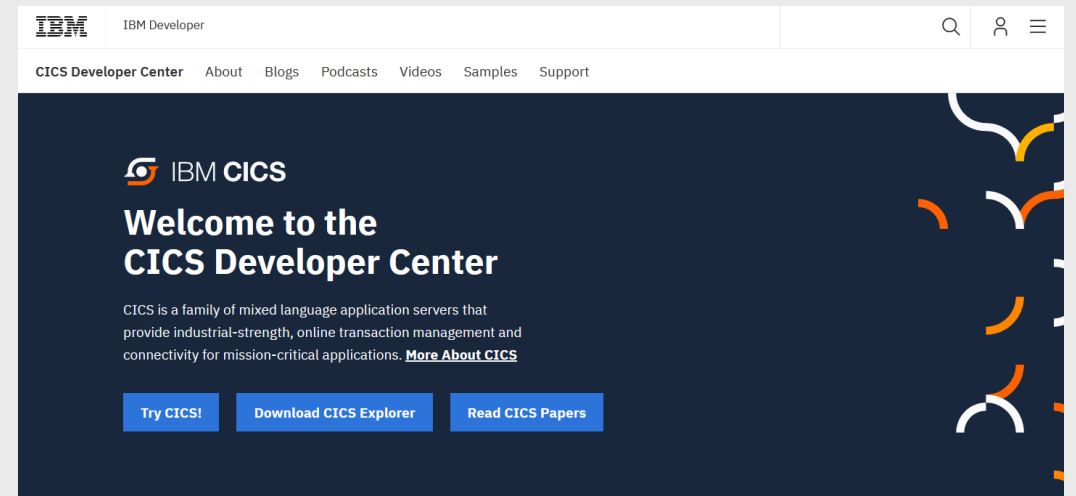 IBM IBM Developer
CICS Developer Center About Blogs Podcasts Videos Samples Support
IBM CICS
Welcome to the
CICS Developer Center
CICS is a family of mixed language application servers that
provide industrial-strength, online transaction management and
connectivity for mission-critical applications. More About CICS
Try CICS! Download CICS Explorer Read CICS Papers